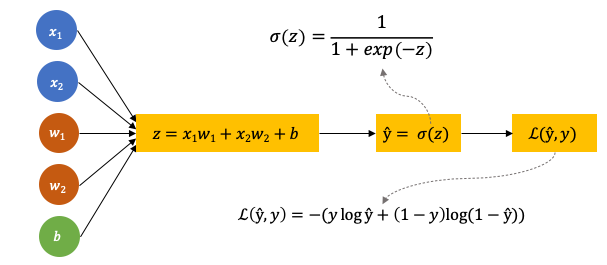 x₁
σ(z) = 1 / (1 + exp(−z))
x₂
w₁
z = x₁w₁ + x₂w₂ + b
ŷ = σ(z)
ℒ(ŷ, y)
w₂
b
ℒ(ŷ, y) = −(y log ŷ + (1 − y)log(1 − ŷ))